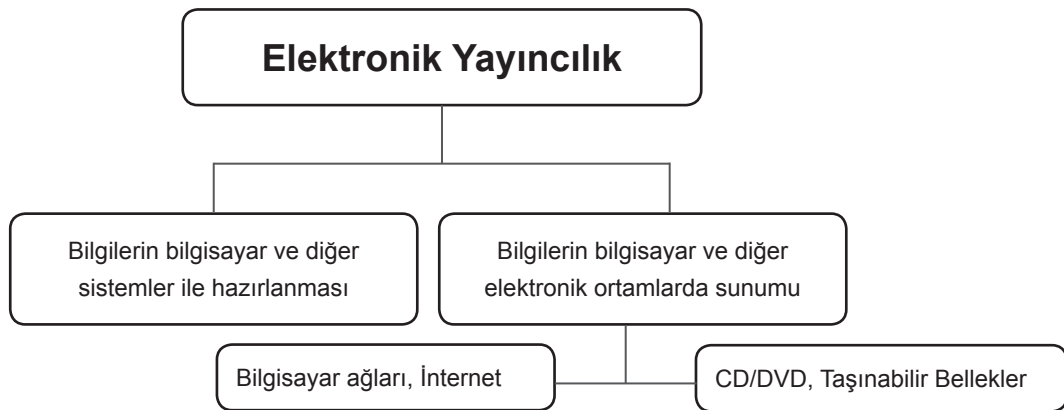 Elektronik Yayıncılık
Bilgilerin bilgisayar ve diğer
sistemler ile hazırlanması
Bilgilerin bilgisayar ve diğer
elektronik ortamlarda sunumu
Bilgisayar ağları, İnternet
CD/DVD, Taşınabilir Bellekler